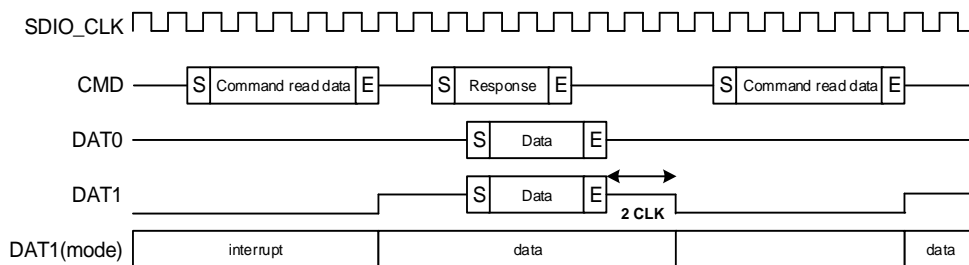 SDIO_CLK
CMD S Command read data E S Response E S Command read data E
DAT0 S Data E
DAT1 S Data E 2 CLK
DAT1(mode) interrupt data data